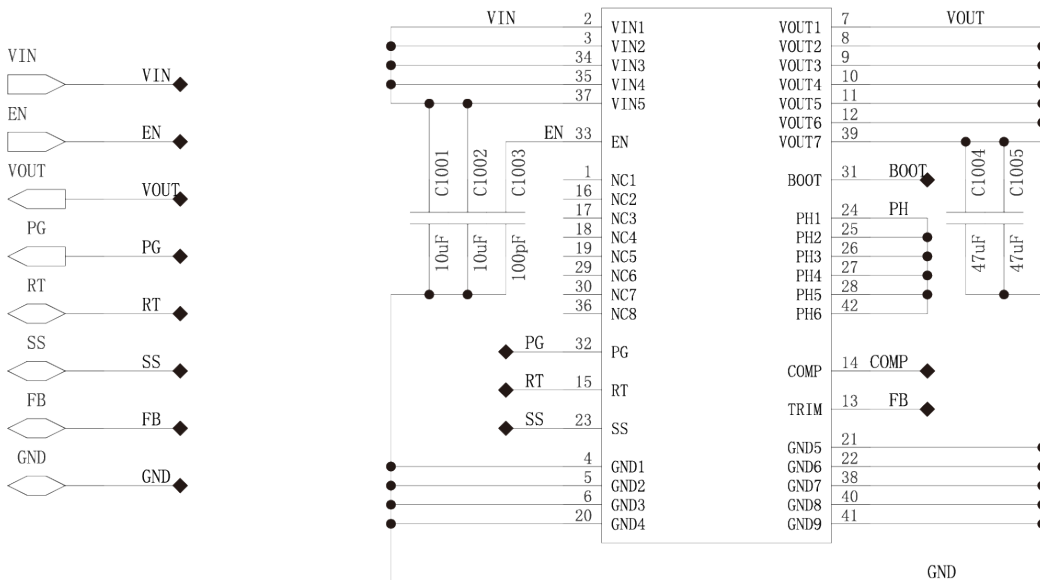 VIN
VIN
EN
EN
VOUT
VOUT
PG
PG
RT
RT
SS
SS
FB
FB
GND
GND
VIN 2 VIN1
3 VIN2
34 VIN3
35 VIN4
37 VIN5
EN 33 EN
1 NC1
16 NC2
17 NC3
18 NC4
19 NC5
29 NC6
30 NC7
36 NC8
PG 32 PG
RT 15 RT
SS 23 SS
4 GND1
5 GND2
6 GND3
20 GND4
C1001
C1002
C1003
10uF
10uF
100pF
VOUT1 7 VOUT
VOUT2 8
VOUT3 9
VOUT4 10
VOUT5 11
VOUT6 12
VOUT7 39
BOOT 31 BOOT
PH1 24 PH
PH2 25
PH3 26
PH4 27
PH5 28
PH6 42
COMP 14 COMP
TRIM 13 FB
GND5 21
GND6 22
GND7 38
GND8 40
GND9 41
C1004
C1005
47uF
47uF
GND